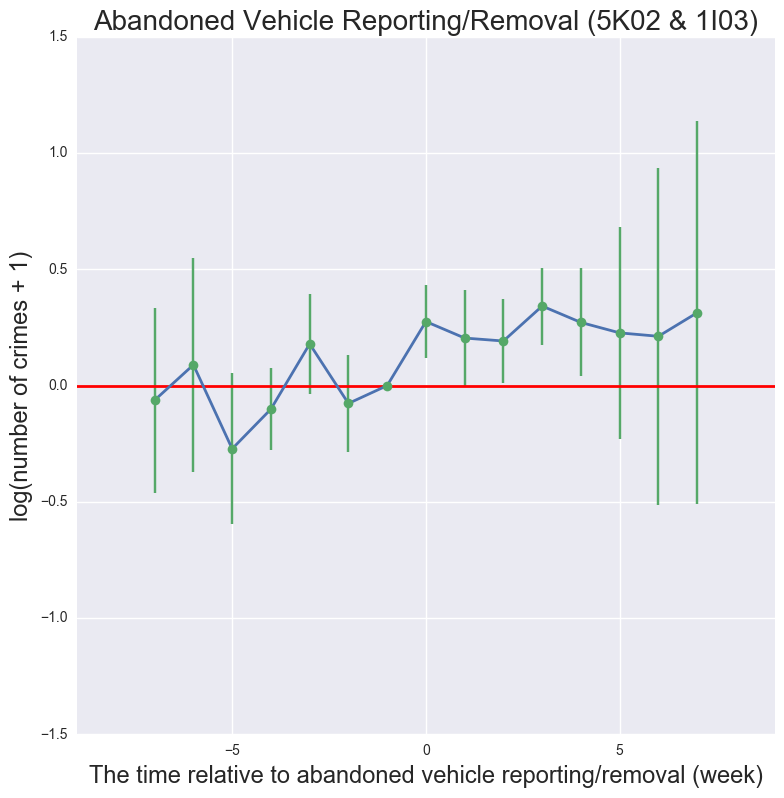 Abandoned Vehicle Reporting/Removal (5K02 & 1I03)
1.5
1.0
0.5
0.0
−0.5
−1.0
−1.5
log(number of crimes + 1)
−5 0 5
The time relative to abandoned vehicle reporting/removal (week)